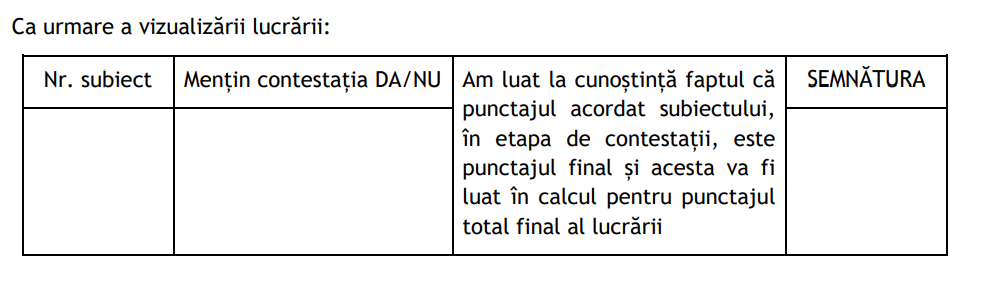 Ca urmare a vizualizării lucrării:
Nr. subiect
Mențin contestația DA/NU
Am luat la cunoștință faptul că
punctajul acordat subiectului,
în etapa de contestații, este
punctajul final și acesta va fi
luat în calcul pentru punctajul
total final al lucrării
SEMNĂTURA